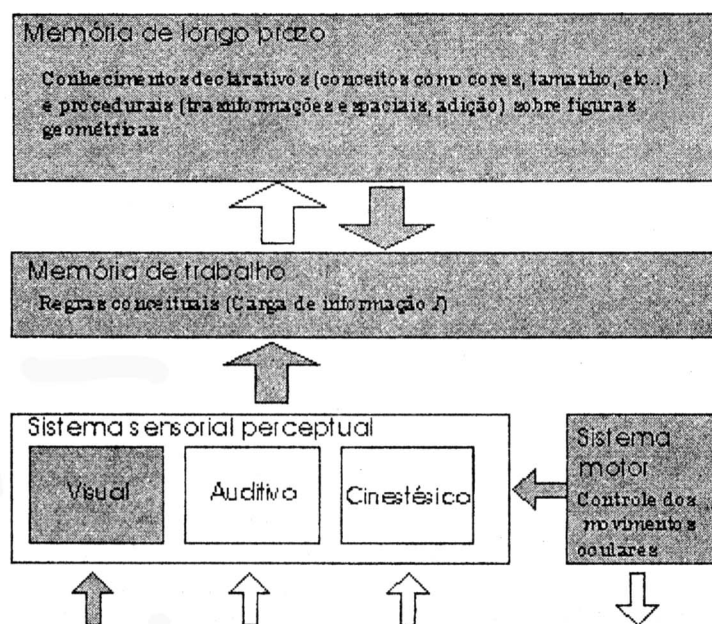 Memória de longo prazo
Conhecimentos declarativos (conceitos como cores, tamanho, etc..)
e procedurais (transformações espaciais, adição) sobre figuras
geométricas
Memória de trabalho
Regras conceituais (Carga de informação I)
Sistema sensorial perceptual
Visual
Auditivo
Cinestésico
Sistema
motor
Controle dos
movimentos
oculares